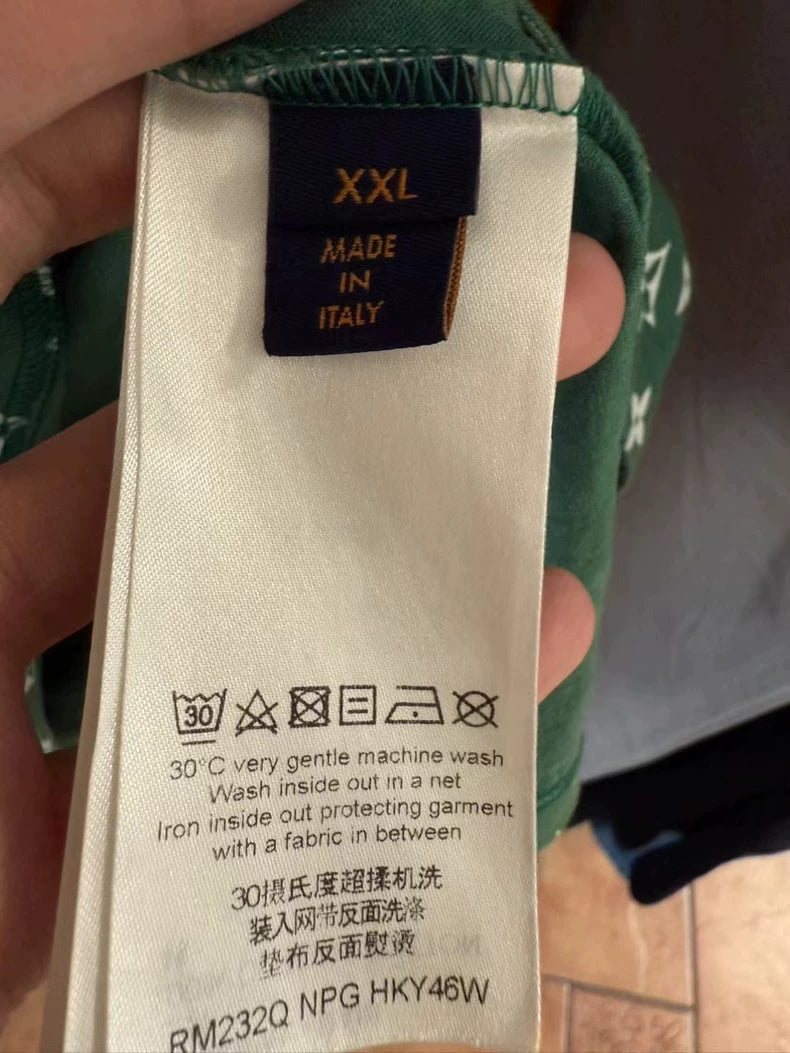 XXL
MADE
IN
ITALY
30
30°C very gentle machine wash
Wash inside out in a net
Iron inside out protecting garment
with a fabric in between
30摄氏度超揉机洗
装入网带反面洗涤
垫布反面熨烫
RM232Q NPG HKY46W